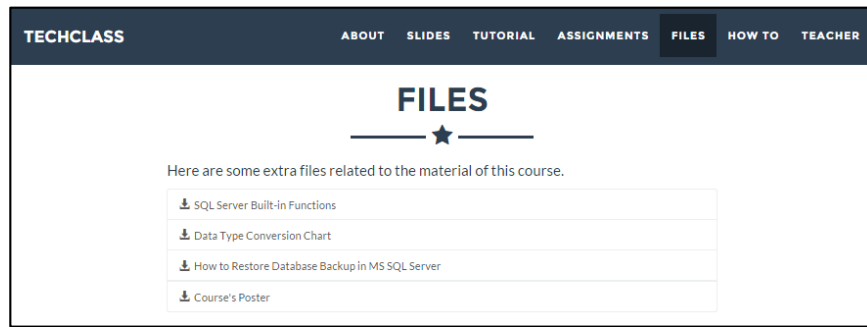 TECHCLASS ABOUT SLIDES TUTORIAL ASSIGNMENTS FILES HOW TO TEACHER
FILES
Here are some extra files related to the material of this course.
SQL Server Built-in Functions
Data Type Conversion Chart
How to Restore Database Backup in MS SQL Server
Course's Poster